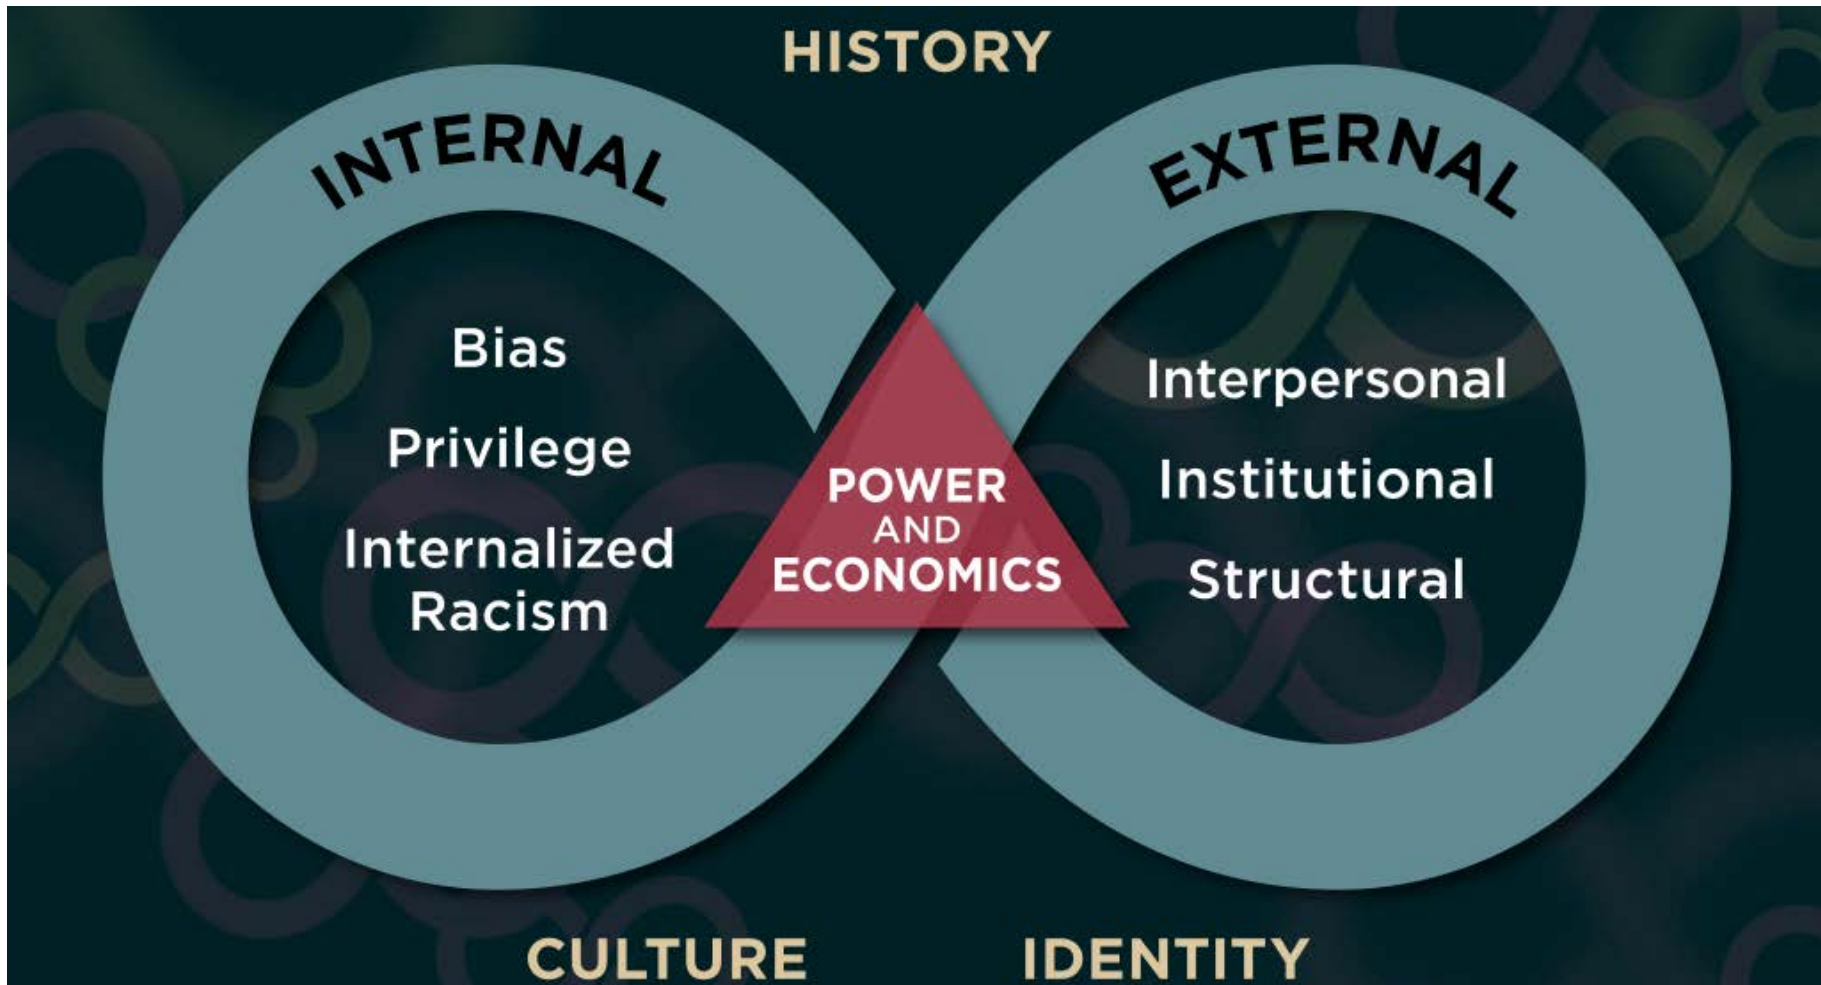 HISTORY
INTERNAL
Bias
Privilege
Internalized
Racism
POWER
AND
ECONOMICS
EXTERNAL
Interpersonal
Institutional
Structural
CULTURE
IDENTITY